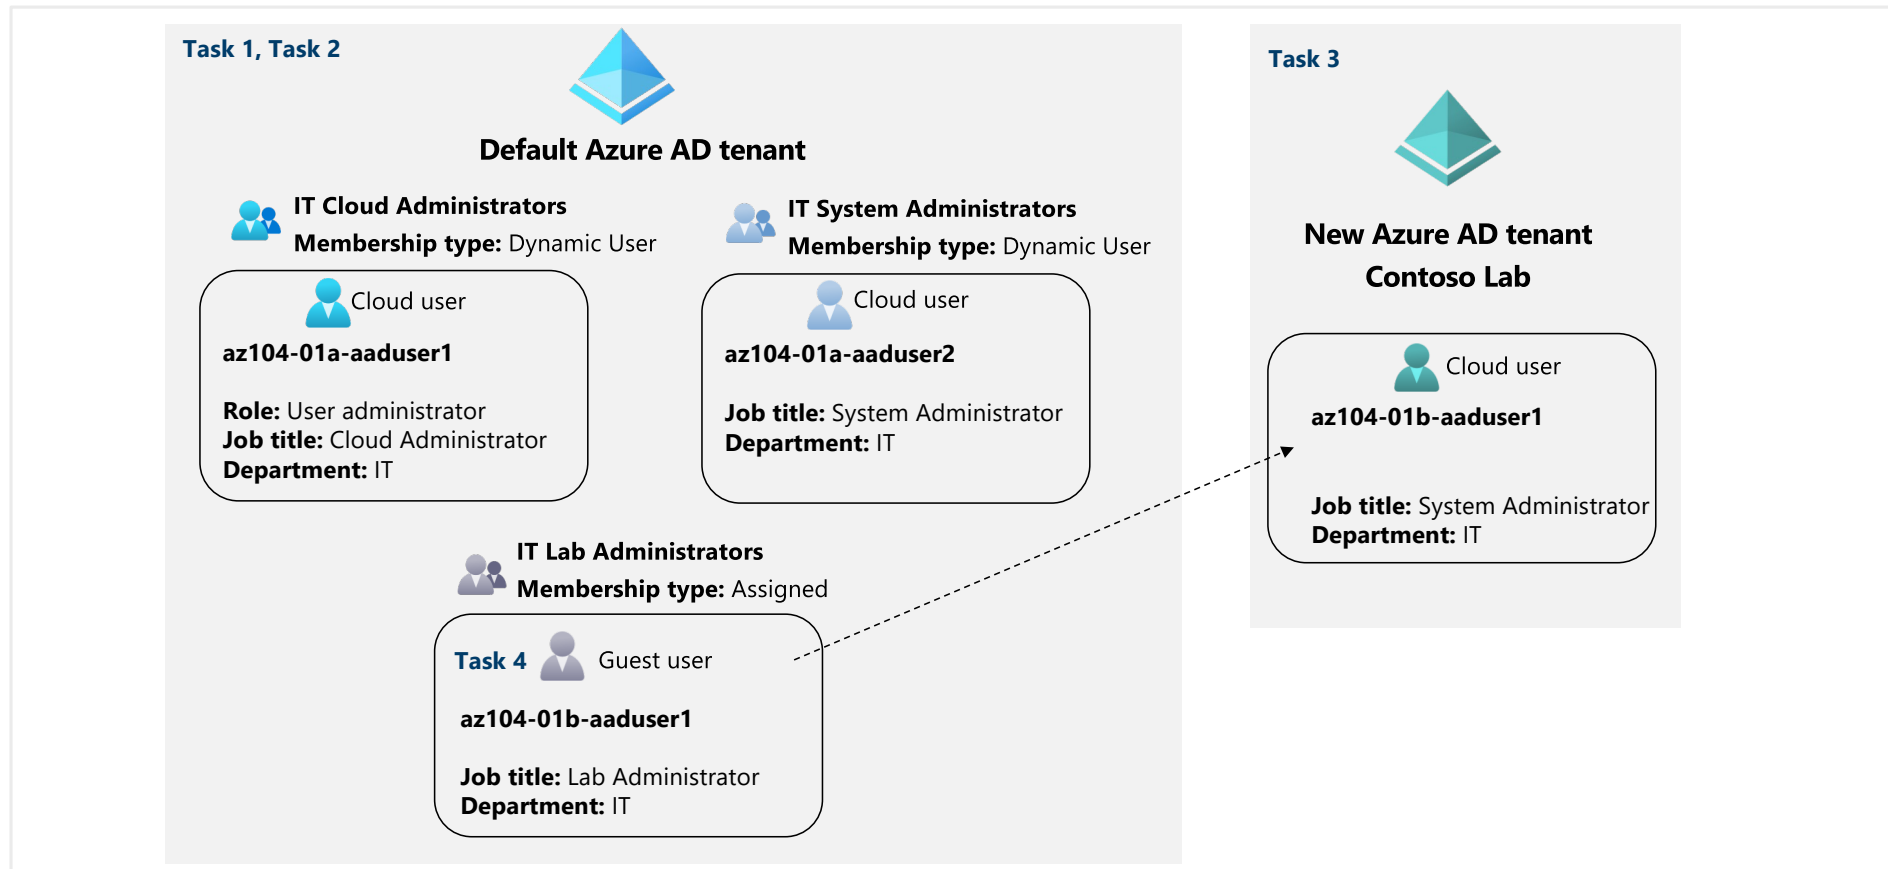 Task 1, Task 2
Default Azure AD tenant
IT Cloud Administrators
Membership type: Dynamic User
Cloud user
az104-01a-aaduser1
Role: User administrator
Job title: Cloud Administrator
Department: IT
IT System Administrators
Membership type: Dynamic User
Cloud user
az104-01a-aaduser2
Job title: System Administrator
Department: IT
IT Lab Administrators
Membership type: Assigned
Task 4
Guest user
az104-01b-aaduser1
Job title: Lab Administrator
Department: IT
Task 3
New Azure AD tenant
Contoso Lab
Cloud user
az104-01b-aaduser1
Job title: System Administrator
Department: IT